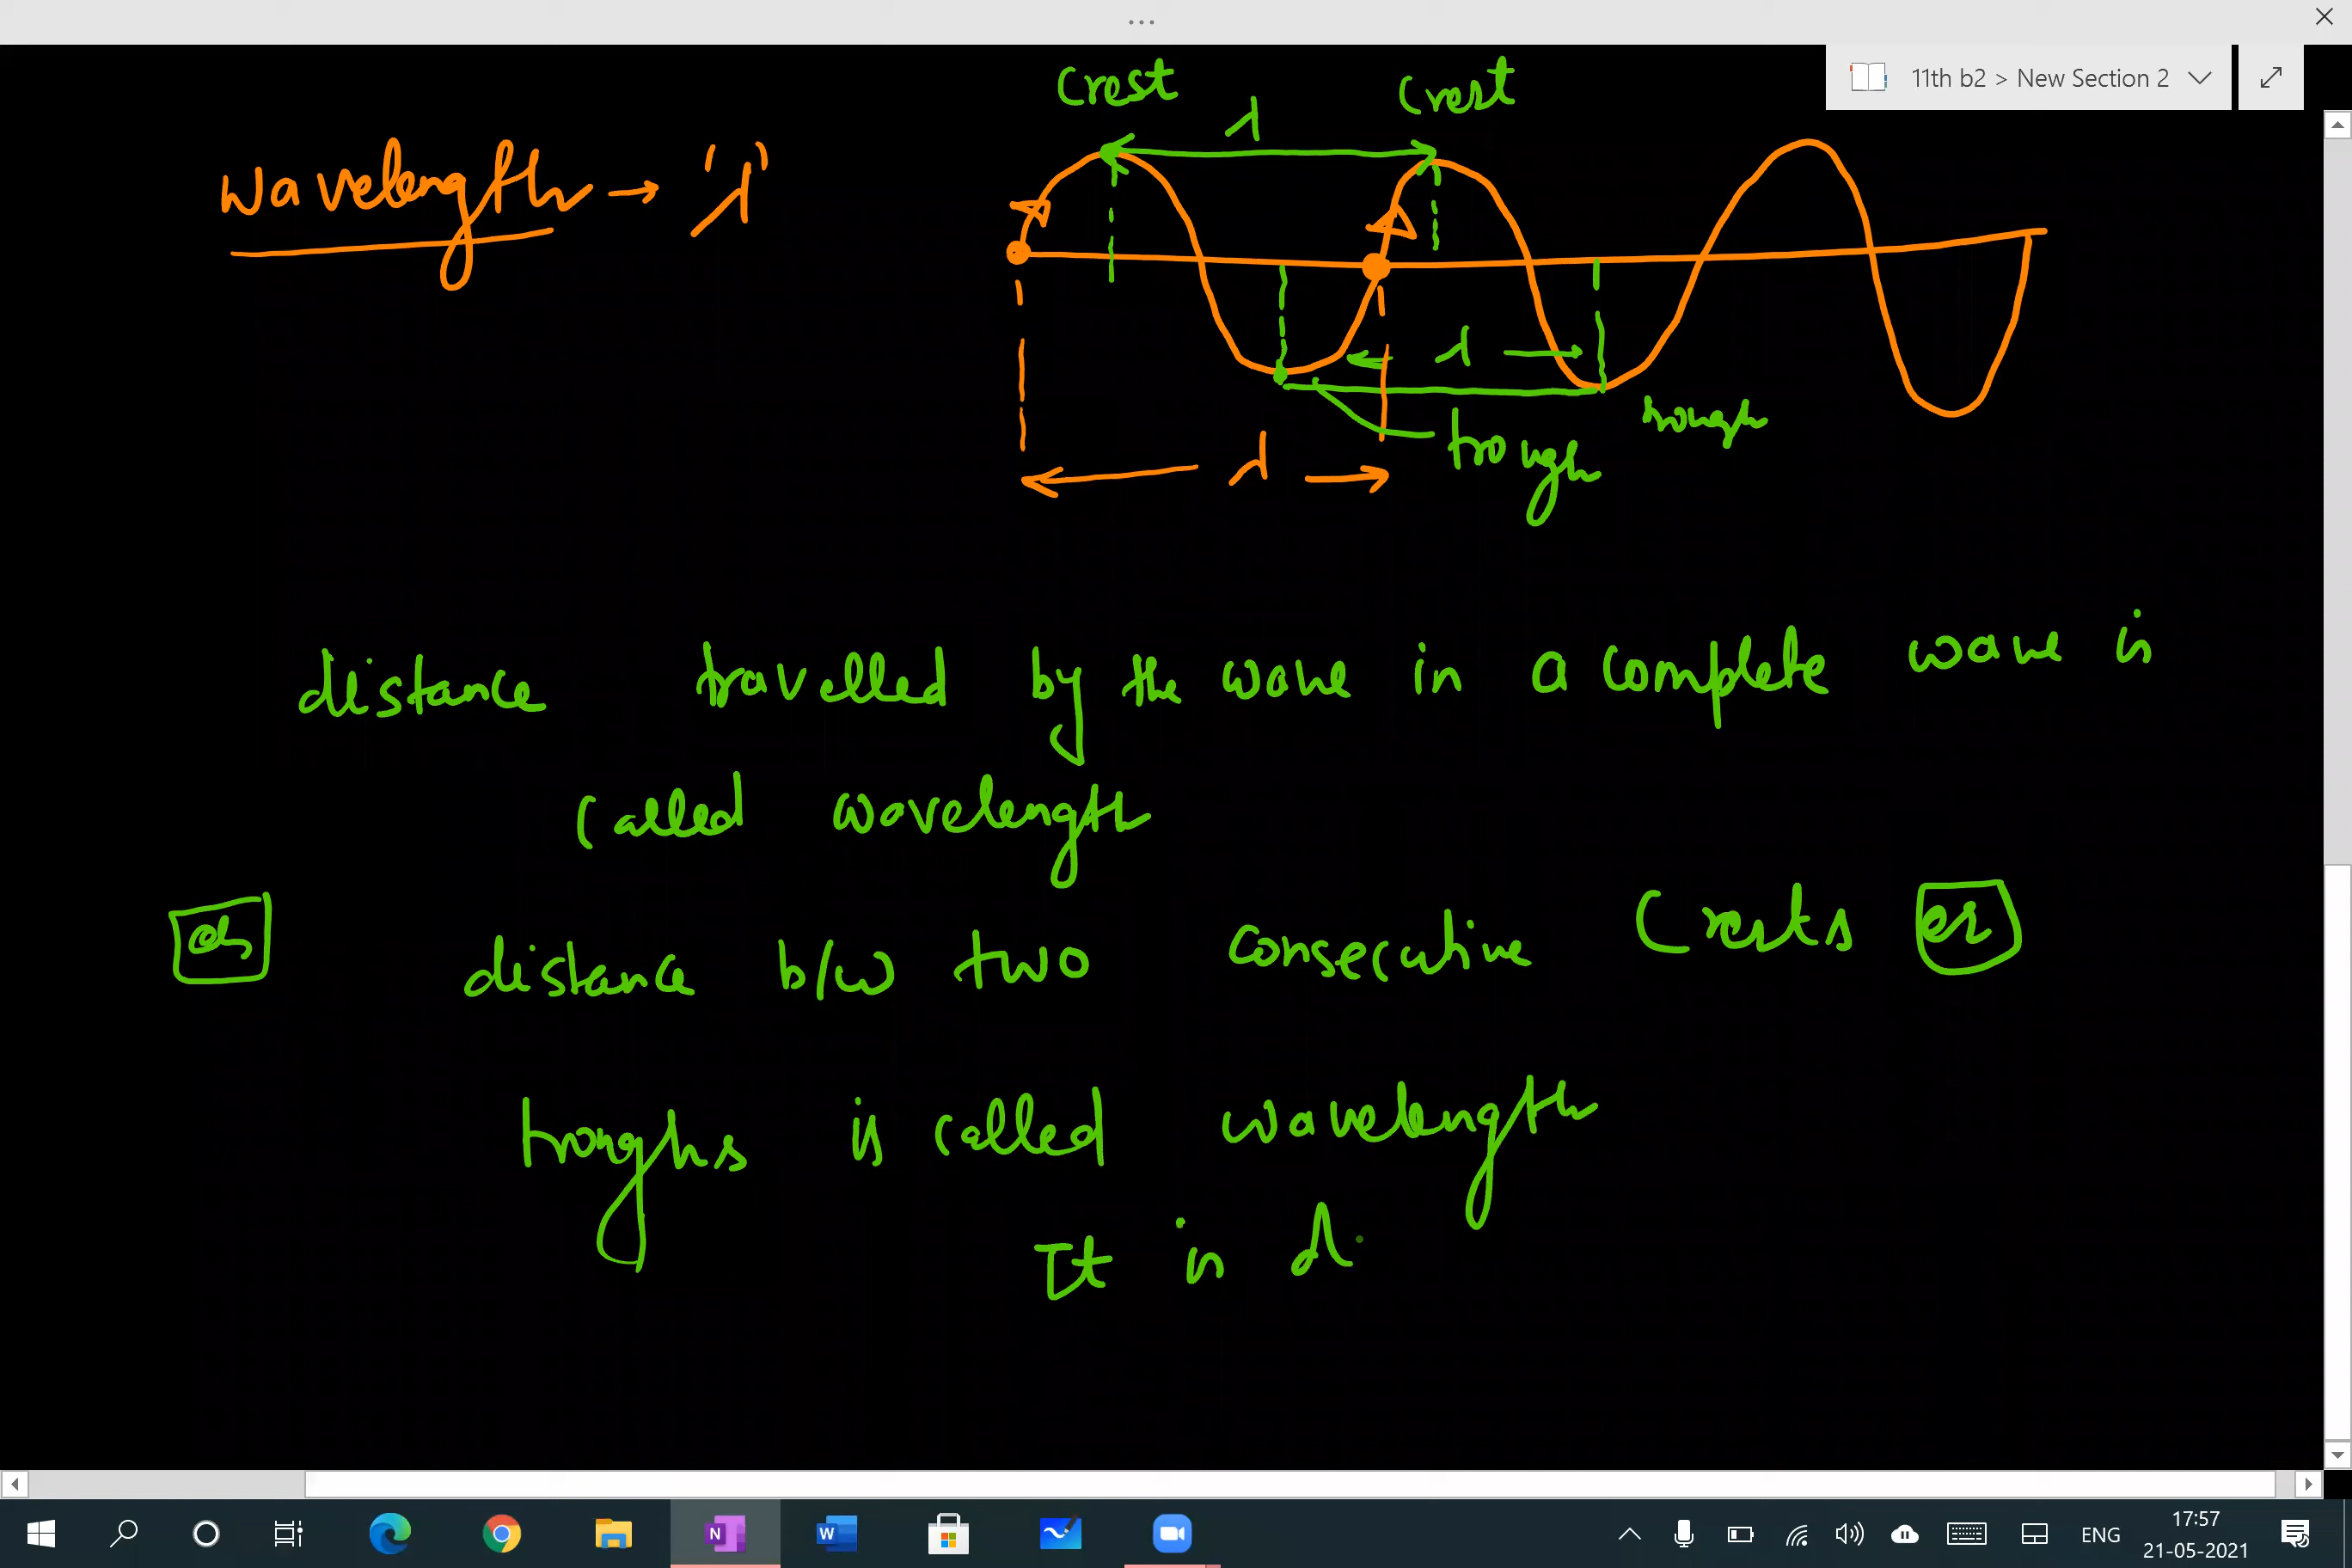 11th b2 > New Section 2
Crest λ Crest
wavelength → 'λ'
λ
trough
λ trough
distance travelled by the wave in a complete wave is
called wavelength
or distance b/w two consecutive Crests or
troughs is called wavelength
It is d
ENG 17:57
21-05-2021